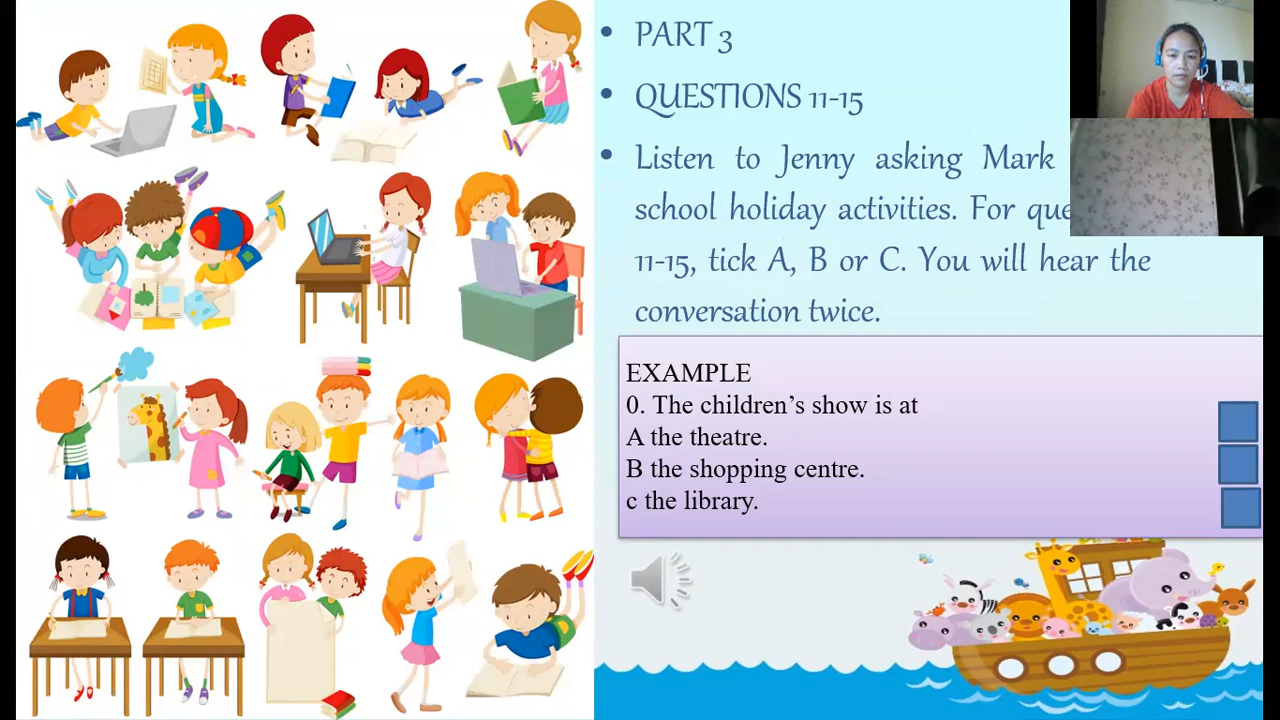 PART 3
QUESTIONS 11-15
Listen to Jenny asking Mark
school holiday activities. For que
11-15, tick A, B or C. You will hear the
conversation twice.
EXAMPLE
0. The children's show is at
A the theatre.
B the shopping centre.
c the library.